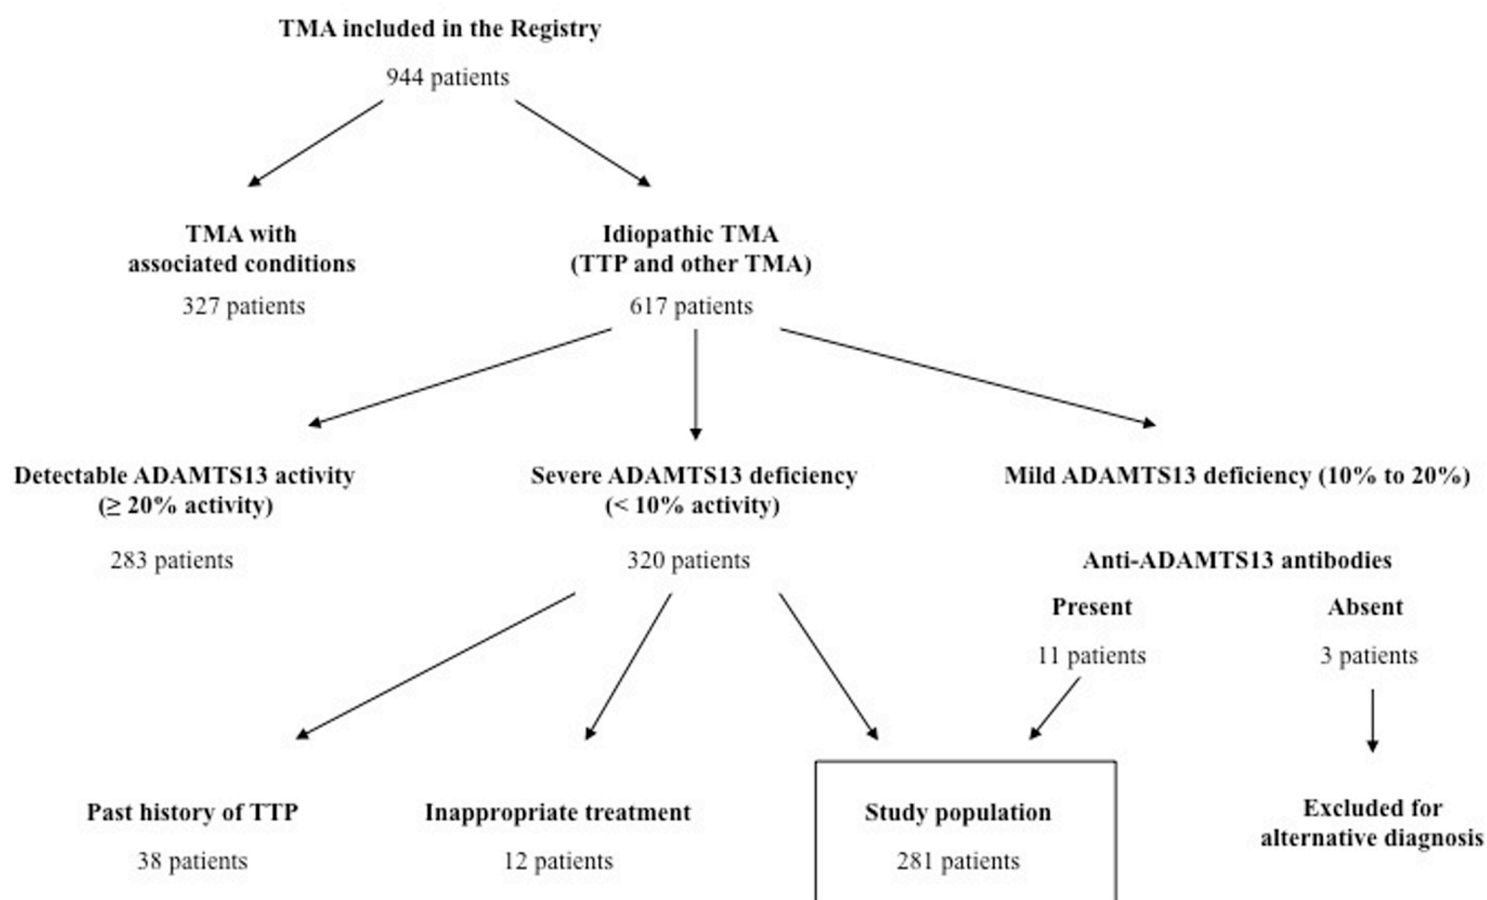 TMA included in the Registry
944 patients
TMA with
associated conditions
327 patients
Idiopathic TMA
(TTP and other TMA)
617 patients
Detectable ADAMTS13 activity
(≥ 20% activity)
283 patients
Severe ADAMTS13 deficiency
(< 10% activity)
320 patients
Mild ADAMTS13 deficiency (10% to 20%)
Anti-ADAMTS13 antibodies
Present
11 patients
Absent
3 patients
Past history of TTP
38 patients
Inappropriate treatment
12 patients
Study population
281 patients
Excluded for
alternative diagnosis